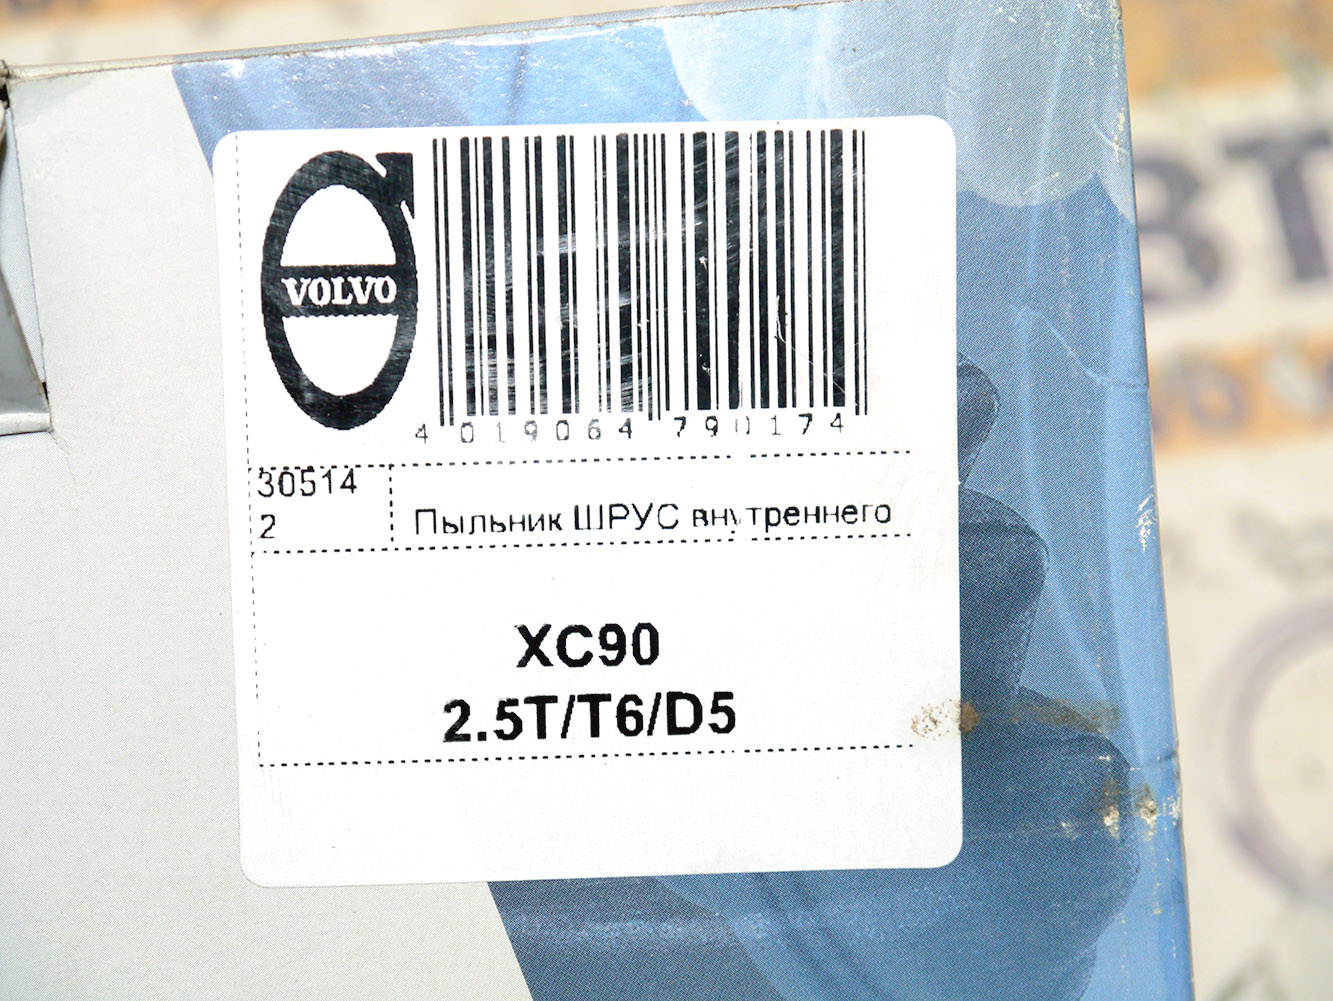 VOLVO
4 019064 790174
30514
2
Пыльник ШРУС внутреннего
XC90
2.5T/T6/D5